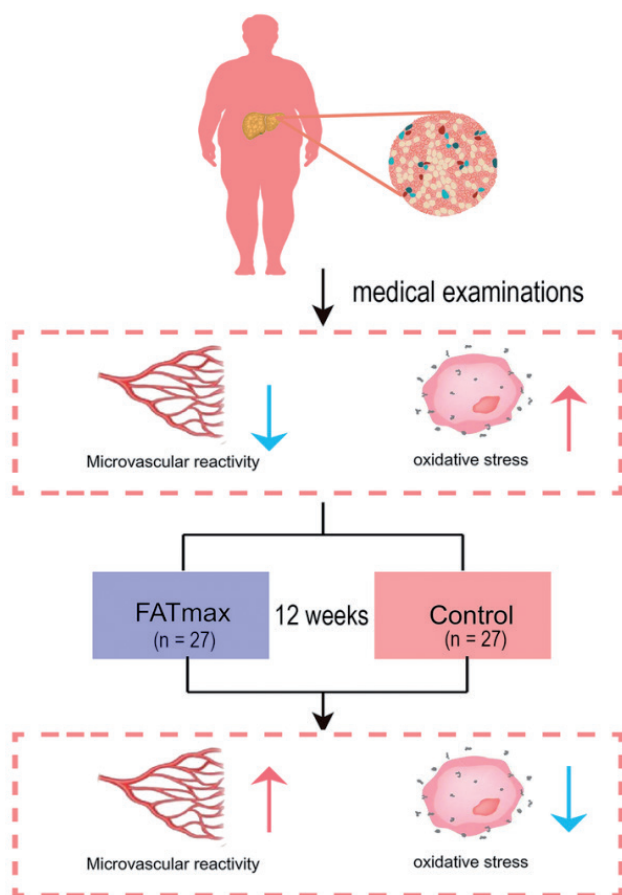 medical examinations
Microvascular reactivity
oxidative stress
FATmax
(n = 27)
12 weeks
Control
(n = 27)
Microvascular reactivity
oxidative stress